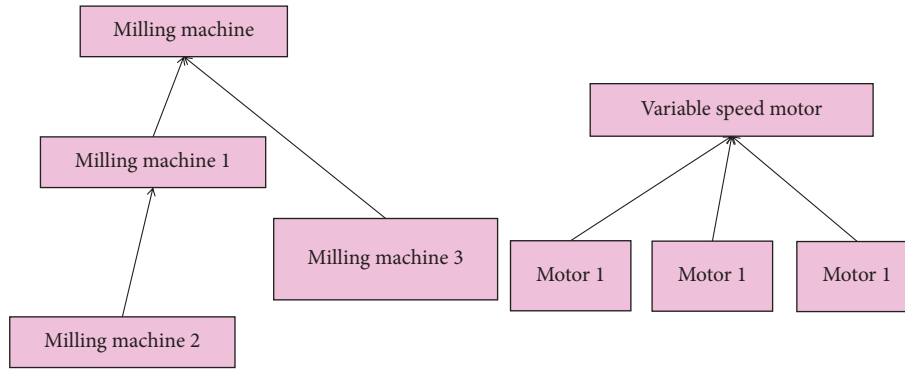 Milling machine
Variable speed motor
Milling machine 1
Milling machine 3
Motor 1
Motor 1
Motor 1
Milling machine 2